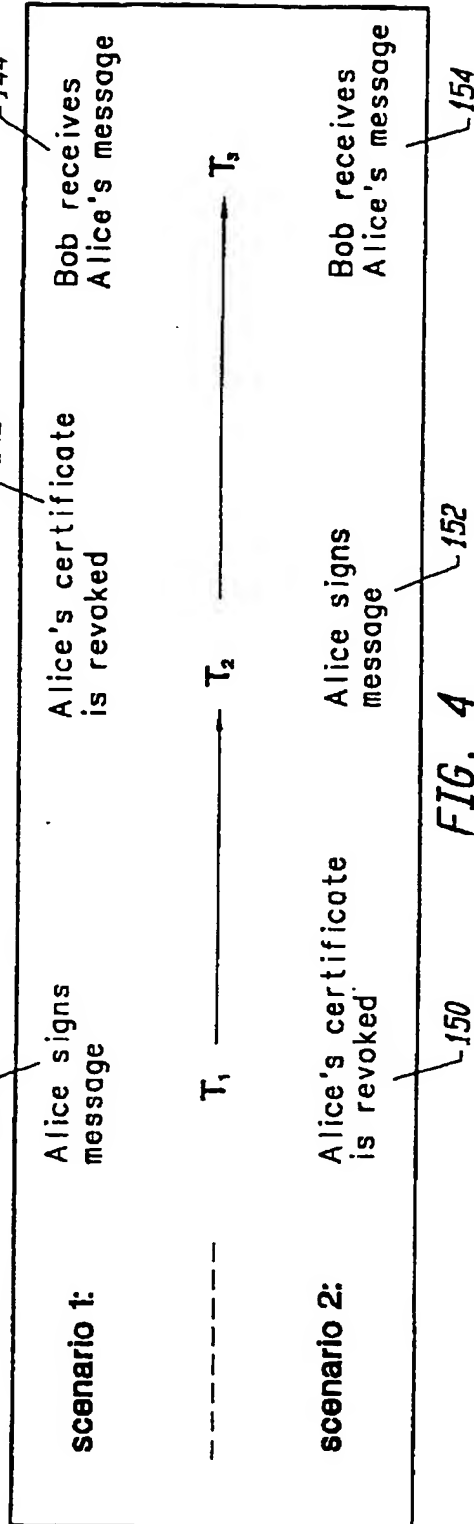 144
scenario 1:
Alice signs
message
Alice's certificate
is revoked
Bob receives
Alice's message
T₁
T₂
T₃
scenario 2:
Alice's certificate
is revoked
Alice signs
message
Bob receives
Alice's message
150
152
154
FIG. 4